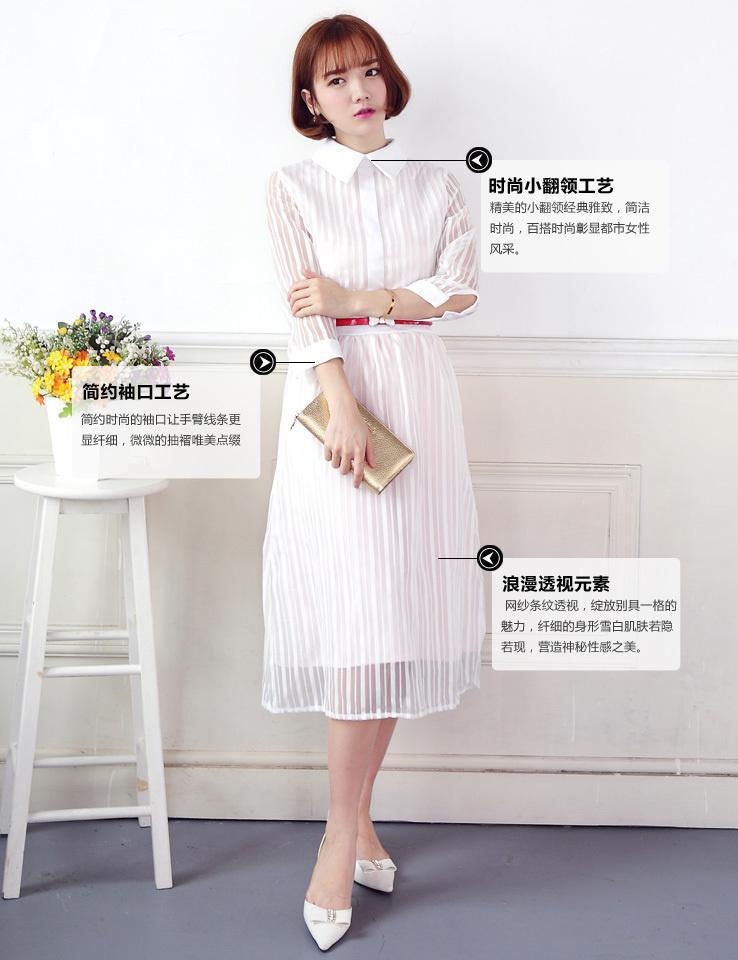 时尚小翻领工艺
精美的小翻领经典雅致，简洁
时尚，百搭时尚彰显都市女性
风采。
简约袖口工艺
简约时尚的袖口让手臂线条更
显纤细，微微的抽褶唯美点缀
浪漫透视元素
网纱条纹透视，绽放别具一格的
魅力，纤细的身形雪白肌肤若隐
若现，营造神秘性感之美。